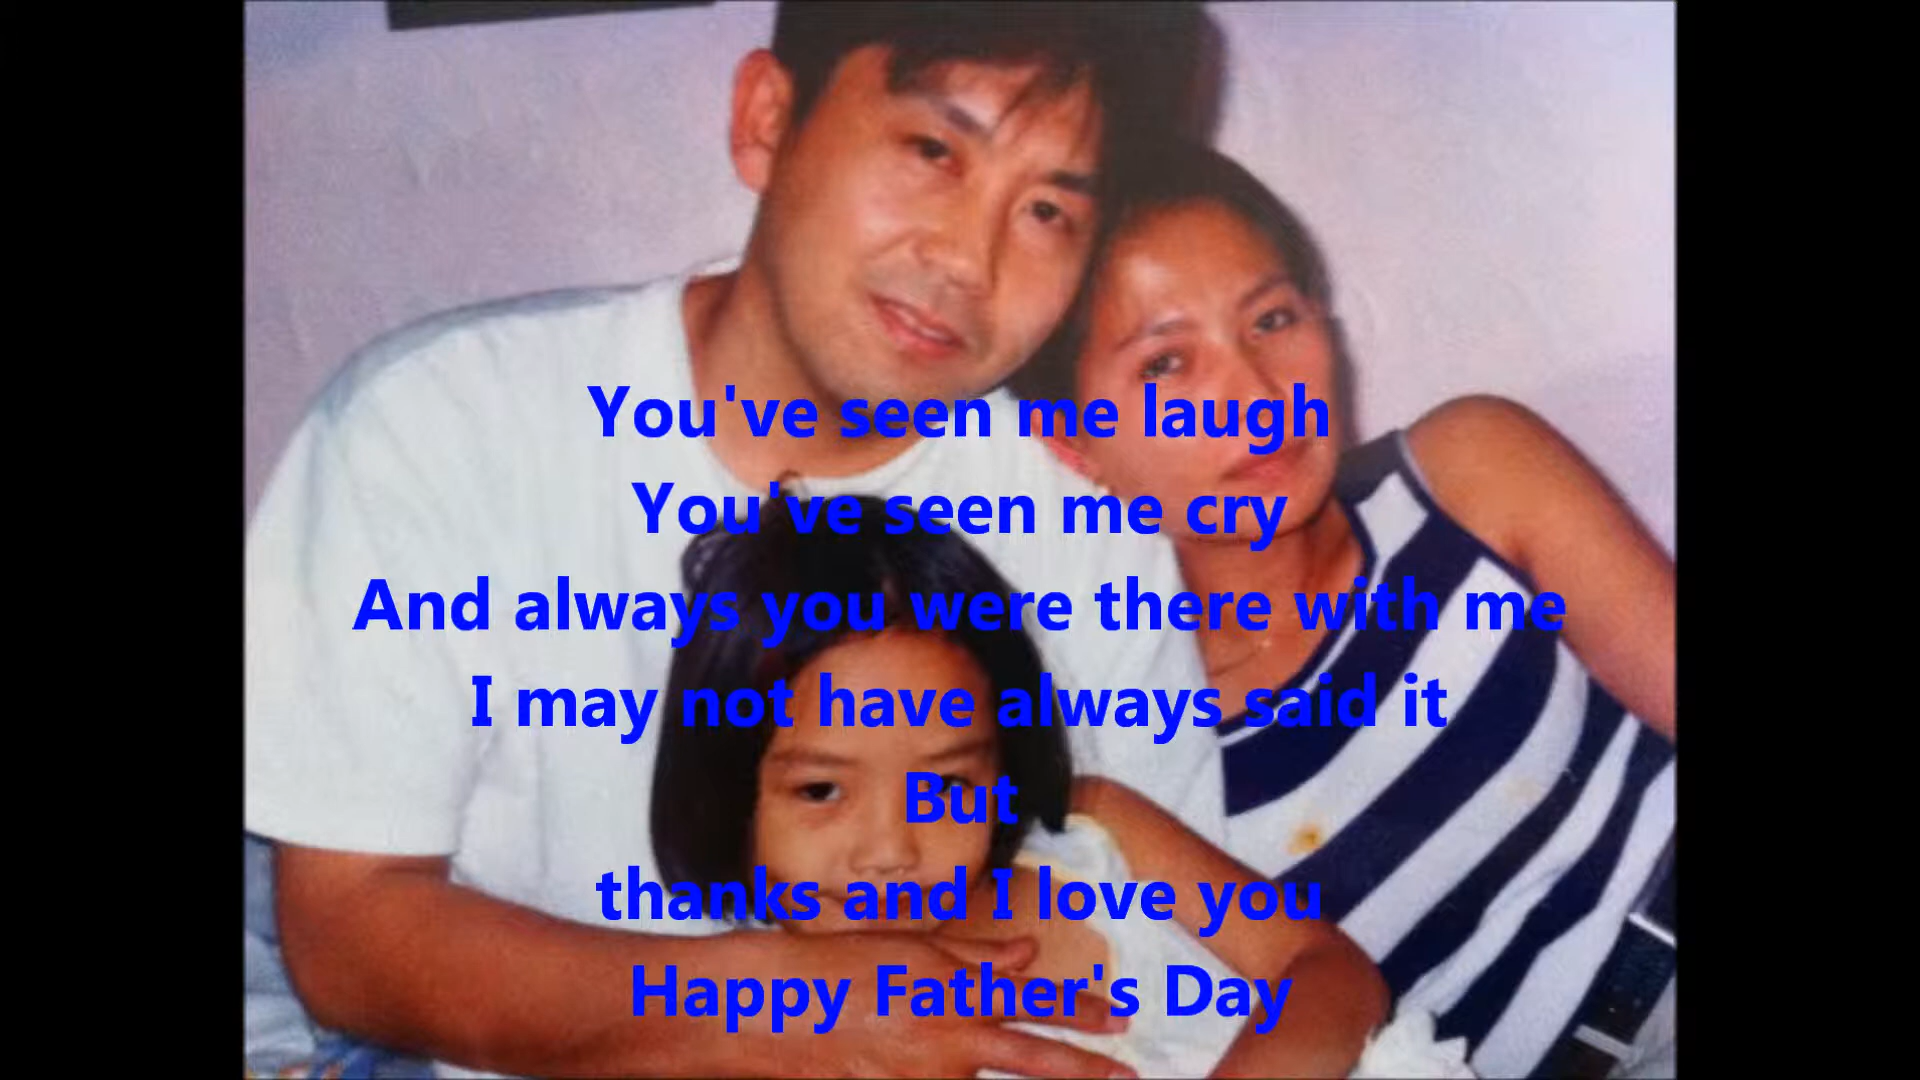 You've seen me laugh
You've seen me cry
And always you were there with me
I may not have always said it
But
thanks and I love you
Happy Father's Day